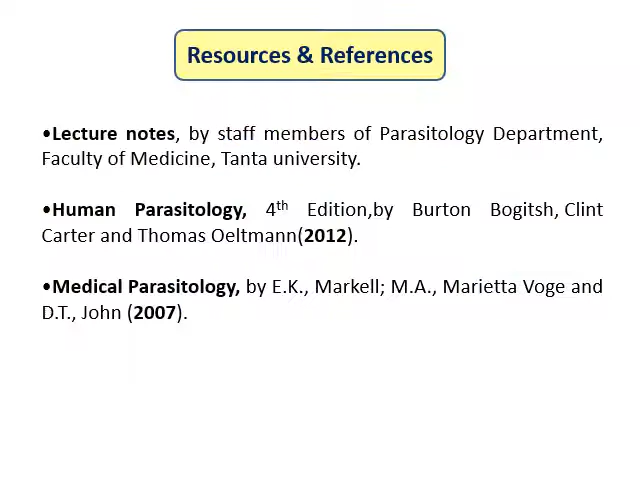 Resources & References
•Lecture notes, by staff members of Parasitology Department,
Faculty of Medicine, Tanta university.
•Human Parasitology, 4th Edition,by Burton Bogitsh, Clint
Carter and Thomas Oeltmann(2012).
•Medical Parasitology, by E.K., Markell; M.A., Marietta Voge and
D.T., John (2007).